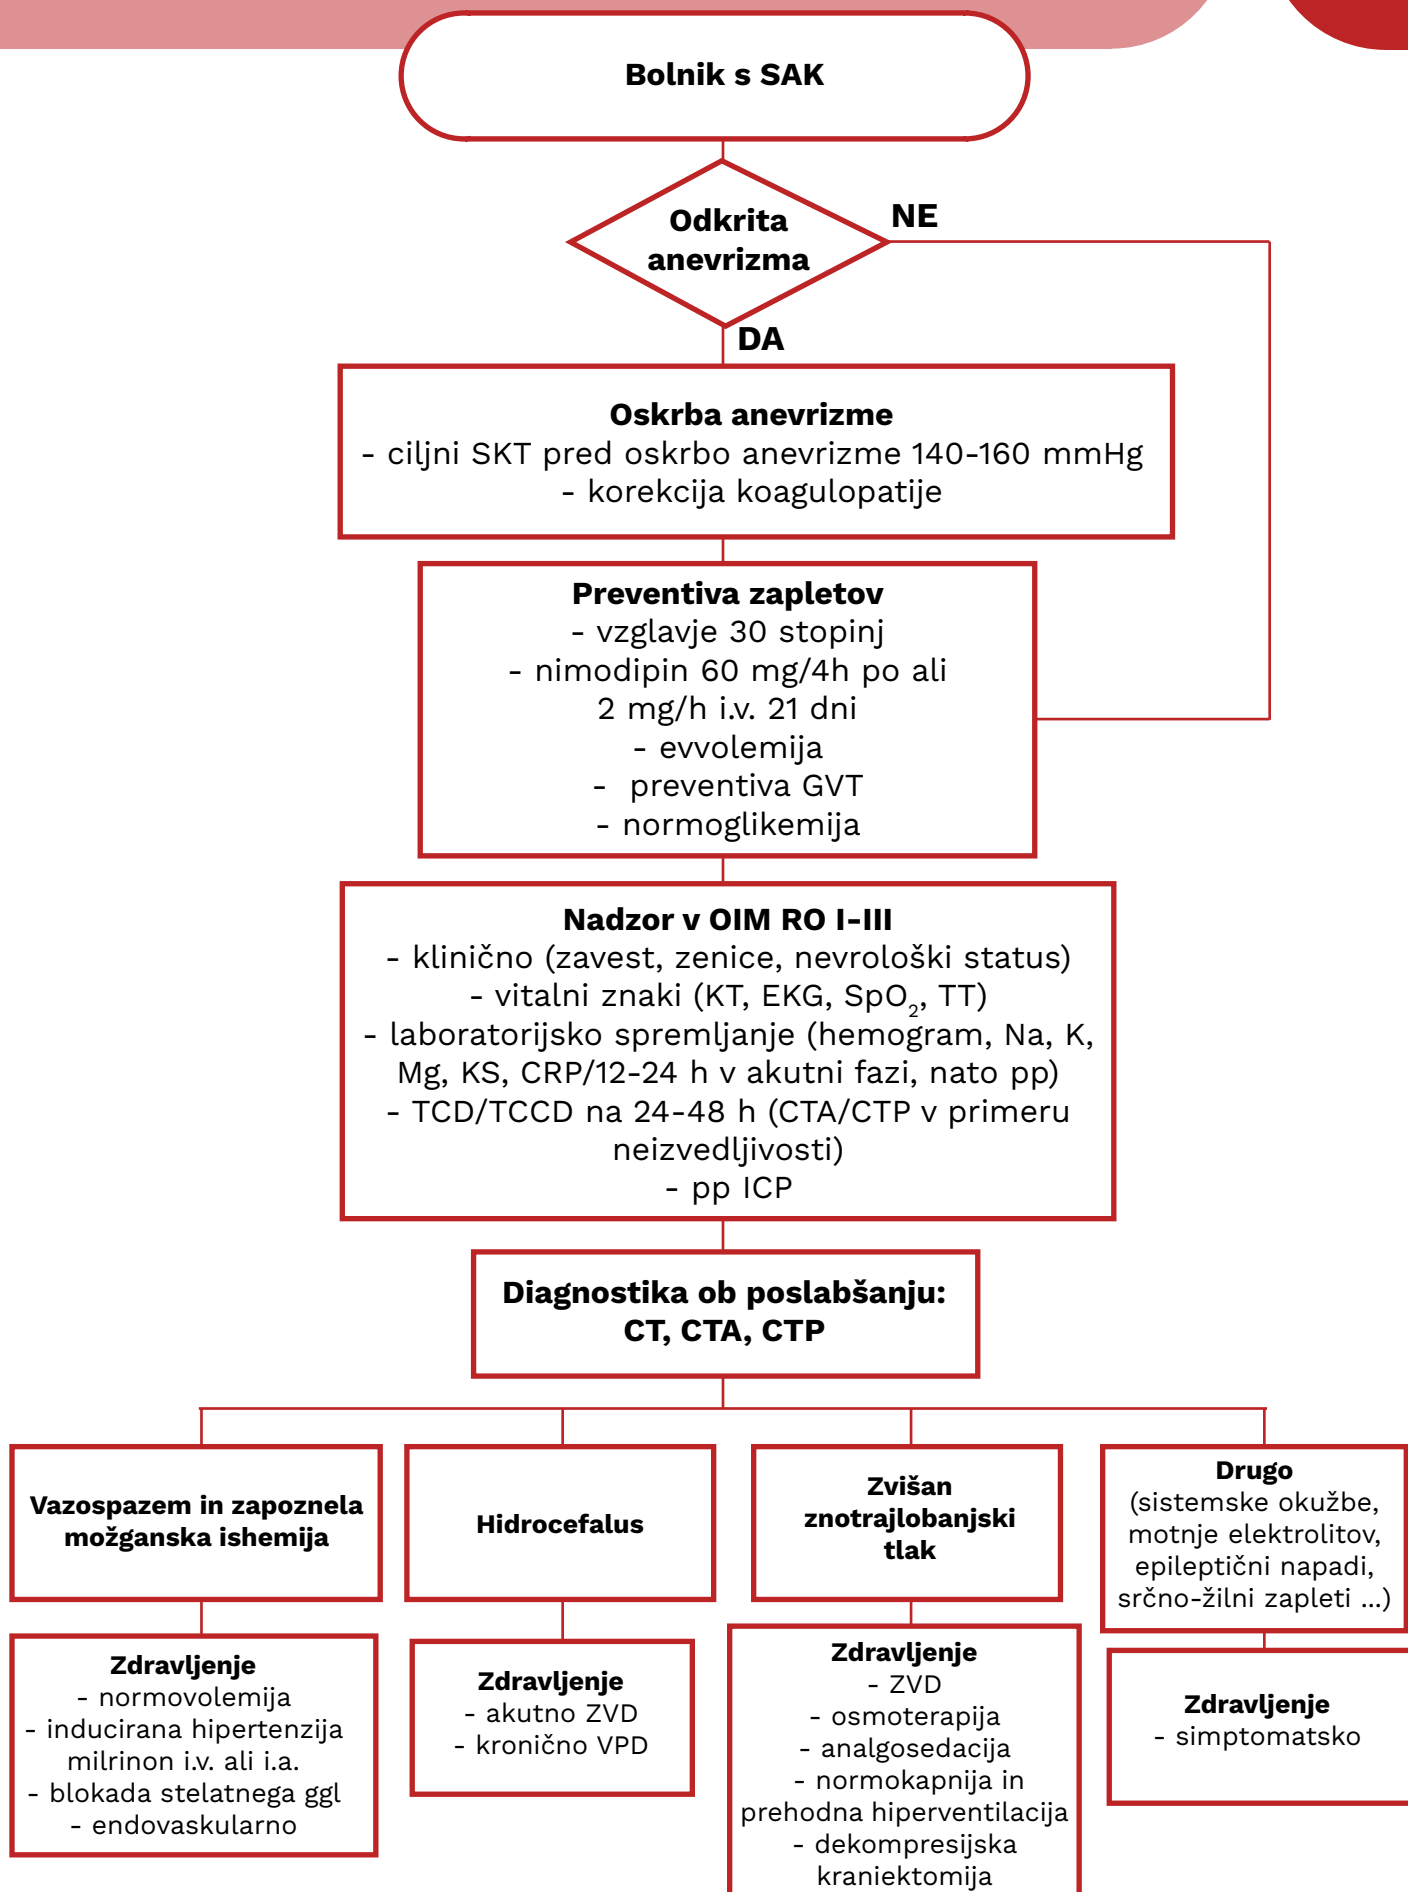 Bolnik s SAK
Odkrita
anevrizma
NE
DA
Oskrba anevrizme
- ciljni SKT pred oskrbo anevrizme 140-160 mmHg
- korekcija koagulopatije
Preventiva zapletov
- vzglavje 30 stopinj
- nimodipin 60 mg/4h po ali
2 mg/h i.v. 21 dni
- evvolemija
- preventiva GVT
- normoglikemija
Nadzor v OIM RO I-III
- klinično (zavest, zenice, nevrološki status)
- vitalni znaki (KT, EKG, SpO₂, TT)
- laboratorijsko spremljanje (hemogram, Na, K,
Mg, KS, CRP/12-24 h v akutni fazi, nato pp)
- TCD/TCCD na 24-48 h (CTA/CTP v primeru
neizvedljivosti)
- pp ICP
Diagnostika ob poslabšanju:
CT, CTA, CTP
Vazospazem in zapoznela
možganska ishemija
Zdravljenje
- normovolemija
- inducirana hipertenzija
milrinon i.v. ali i.a.
- blokada stelatnega ggl
- endovaskularno
Hidrocefalus
Zdravljenje
- akutno ZVD
- kronično VPD
Zvišan
znotrajlobanjski
tlak
Zdravljenje
- ZVD
- osmoterapija
- analgosedacija
- normokapnija in
prehodna hiperventilacija
- dekompresijska
kraniektomija
Drugo
(sistemske okužbe,
motnje elektrolitov,
epileptični napadi,
srčno-žilni zapleti ...)
Zdravljenje
- simptomatsko